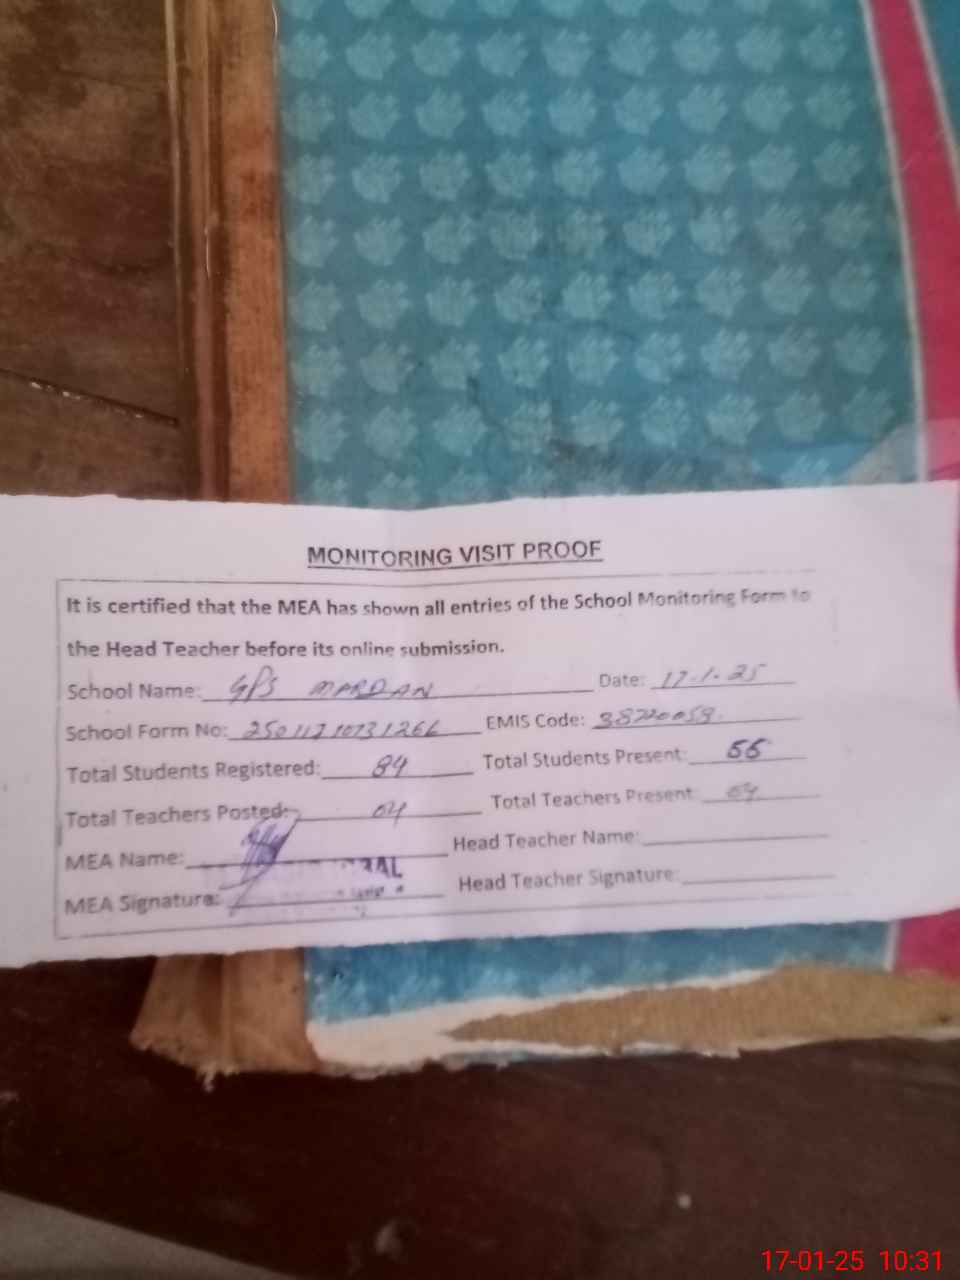 MONITORING VISIT PROOF
It is certified that the MEA has shown all entries of the School Monitoring Form to
the Head Teacher before its online submission.
School Name: GPS MARDAN Date: 17-1-25
School Form No: EMIS Code: 38720059
Total Students Registered: 84 Total Students Present: 55
Total Teachers Posted: 04 Total Teachers Present: 04
MEA Name: Head Teacher Name:
MEA Signature: Head Teacher Signature:
17-01-25 10:31